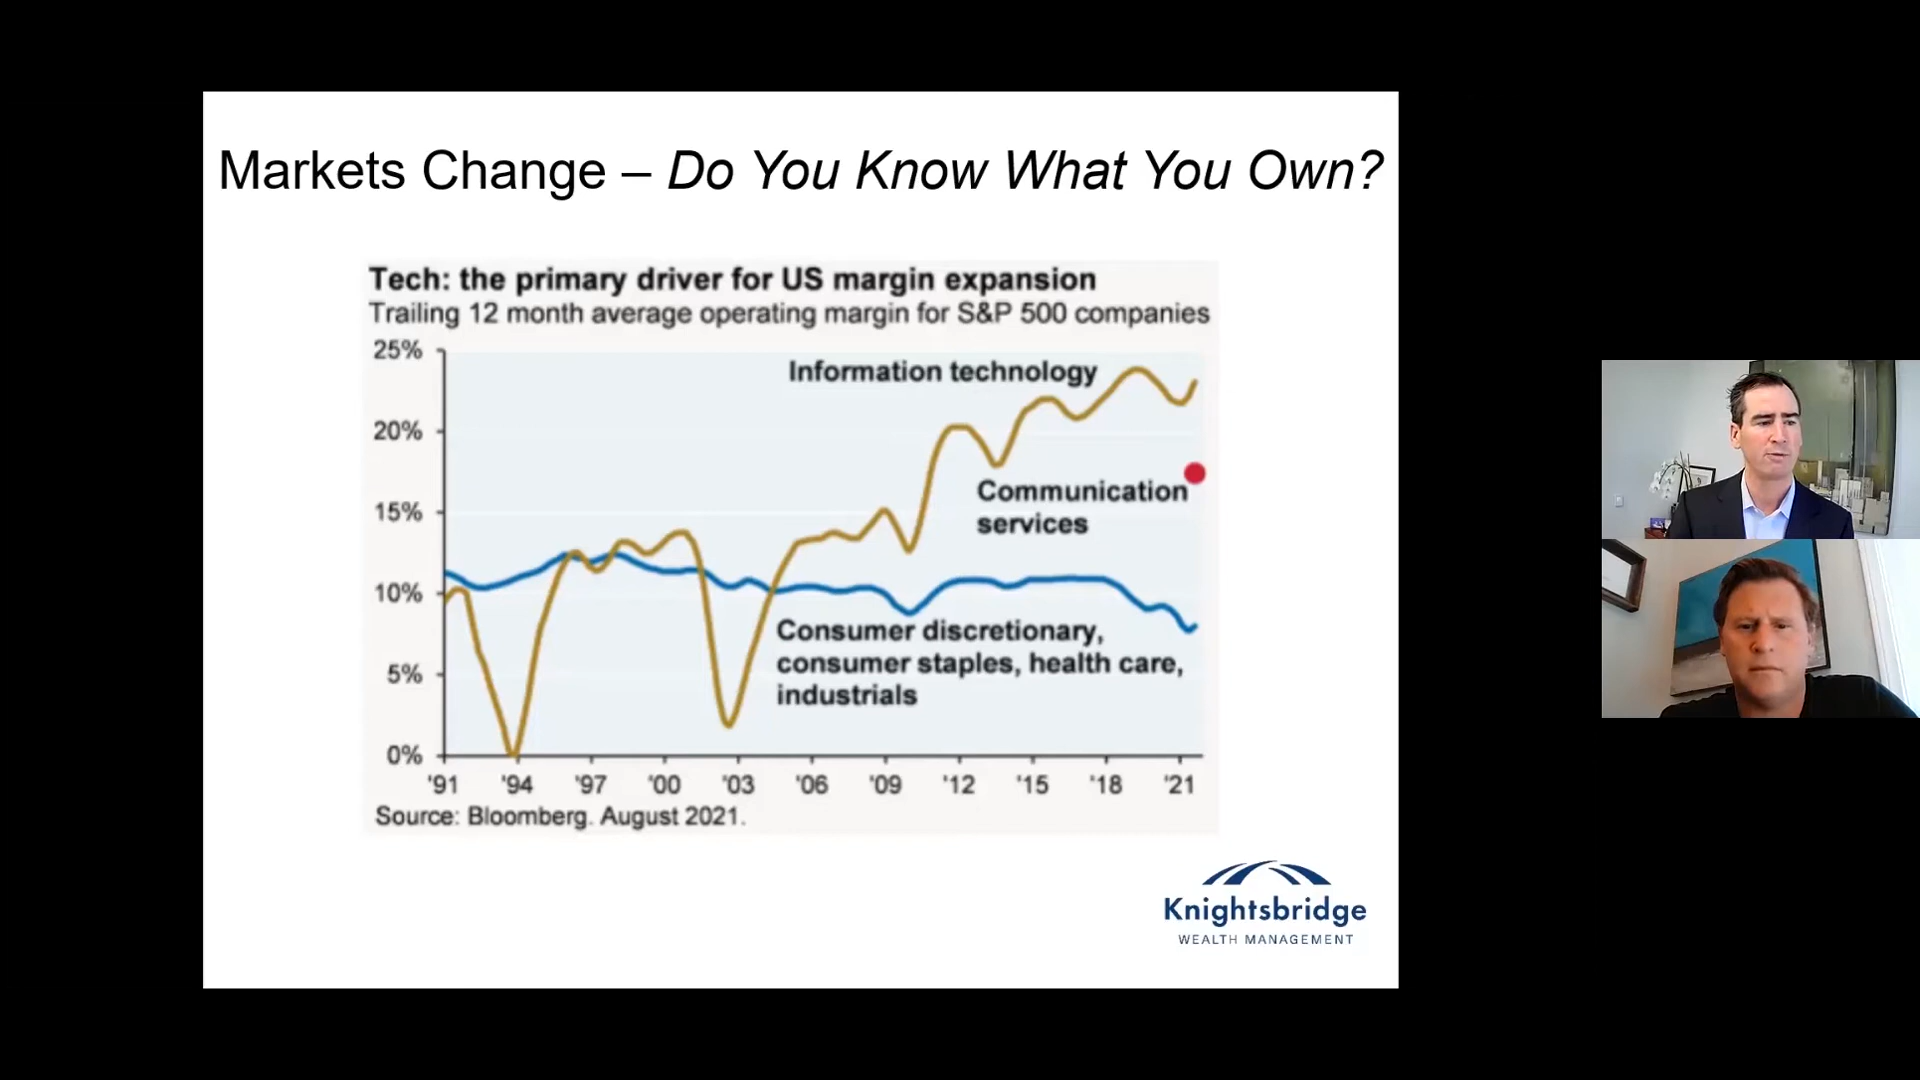 Markets Change – Do You Know What You Own?
Tech: the primary driver for US margin expansion
Trailing 12 month average operating margin for S&P 500 companies
25%
Information technology
20%
Communication
services
15%
10%
Consumer discretionary,
consumer staples, health care,
industrials
5%
0%
'91 '94 '97 '00 '03 '06 '09 '12 '15 '18 '21
Source: Bloomberg. August 2021.
Knightsbridge
WEALTH MANAGEMENT